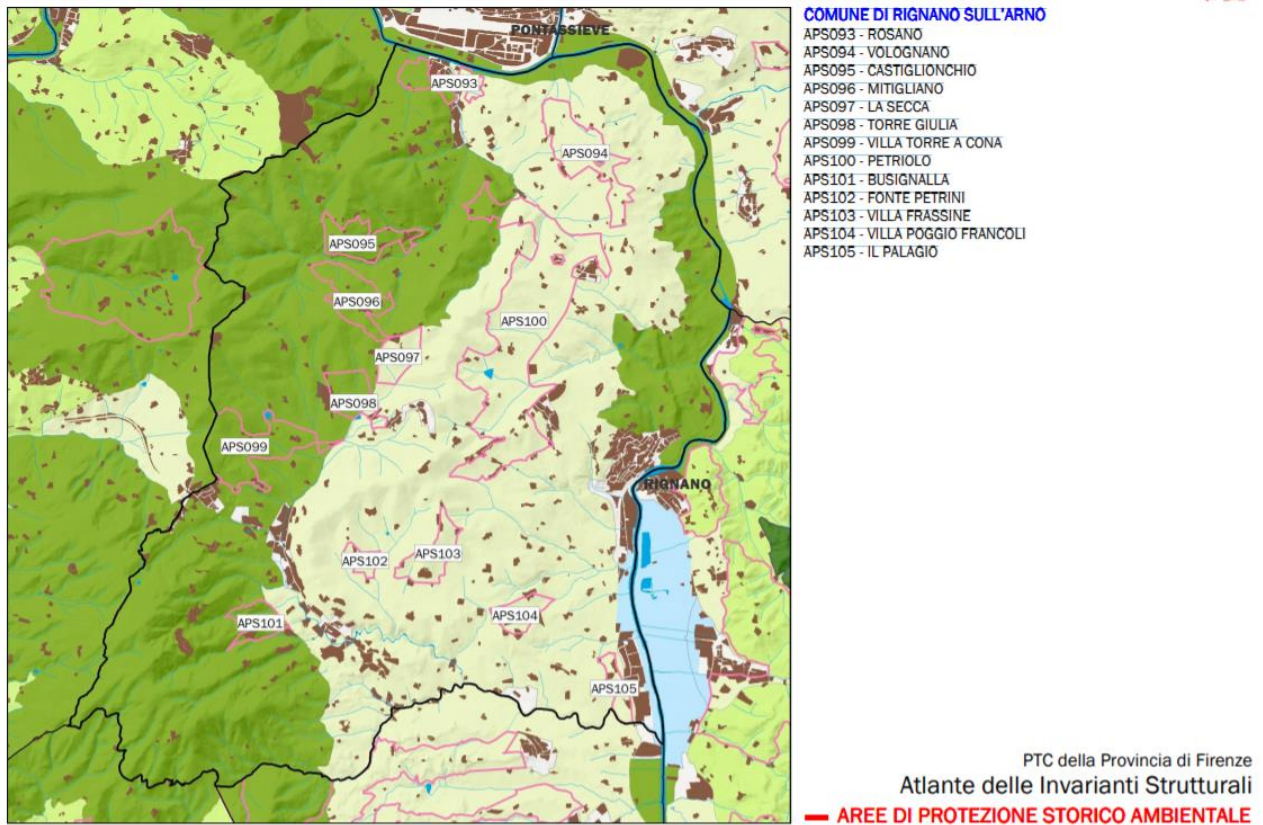 PONTASSIEVE
APS093
APS094
APS095
APS096
APS100
APS097
APS098
APS099
RIGNANO
APS103
APS102
APS104
APS101
APS105
COMUNE DI RIGNANO SULL'ARNO
APS093 - ROSANO
APS094 - VOLOGNANO
APS095 - CASTIGLIONCHIO
APS096 - MITIGLIANO
APS097 - LA SECCA
APS098 - TORRE GIULIA
APS099 - VILLA TORRE A CONA
APS100 - PETRIOLO
APS101 - BUSIGNALLA
APS102 - FONTE PETRINI
APS103 - VILLA FRASSINE
APS104 - VILLA POGGIO FRANCOLI
APS105 - IL PALAGIO
PTC della Provincia di Firenze
Atlante delle Invarianti Strutturali
AREE DI PROTEZIONE STORICO AMBIENTALE